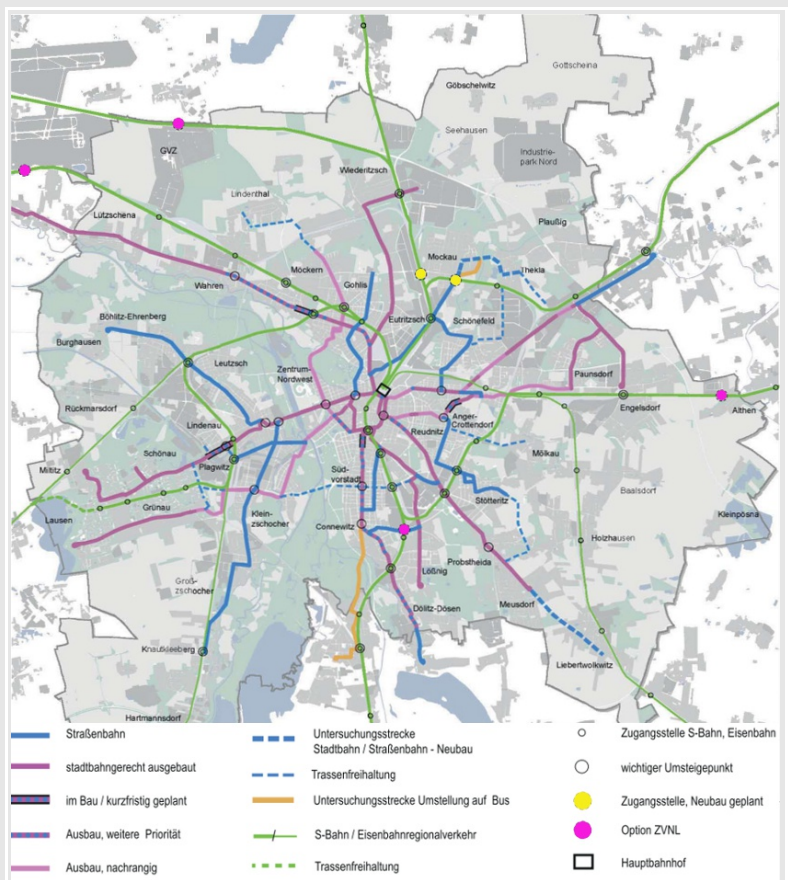 Gottscheina
Göbschelwitz
Seehausen
GVZ
Industrie-
park Nord
Wiederitzsch
Lindenthal
Plaußig
Lützschena
Mockau
Thekla
Möckern
Gohlis
Wahren
Böhlitz-Ehrenberg
Eutritzsch
Schönefeld
Burghausen
Leutzsch
Zentrum-
Nordwest
Paunsdorf
Rückmarsdorf
Engelsdorf
Althen
Lindenau
Reudnitz
Anger-
Crottendorf
Schönau
Plagwitz
Mölkau
Miltitz
Süd-
vorstadt
Baalsdorf
Grünau
Stötteritz
Lausen
Klein-
zschocher
Connewitz
Kleinpösna
Holzhausen
Probstheida
Groß-
zschocher
Lößnig
Meusdorf
Dölitz-Dösen
Knautkleeberg
Liebertwolkwitz
Hartmannsdorf
Straßenbahn
stadtbahngerecht ausgebaut
im Bau / kurzfristig geplant
Ausbau, weitere Priorität
Ausbau, nachrangig
Untersuchungsstrecke
Stadtbahn / Straßenbahn - Neubau
Trassenfreihaltung
Untersuchungsstrecke Umstellung auf Bus
S-Bahn / Eisenbahnregionalverkehr
Trassenfreihaltung
Zugangsstelle S-Bahn, Eisenbahn
wichtiger Umsteigepunkt
Zugangsstelle, Neubau geplant
Option ZVNL
Hauptbahnhof